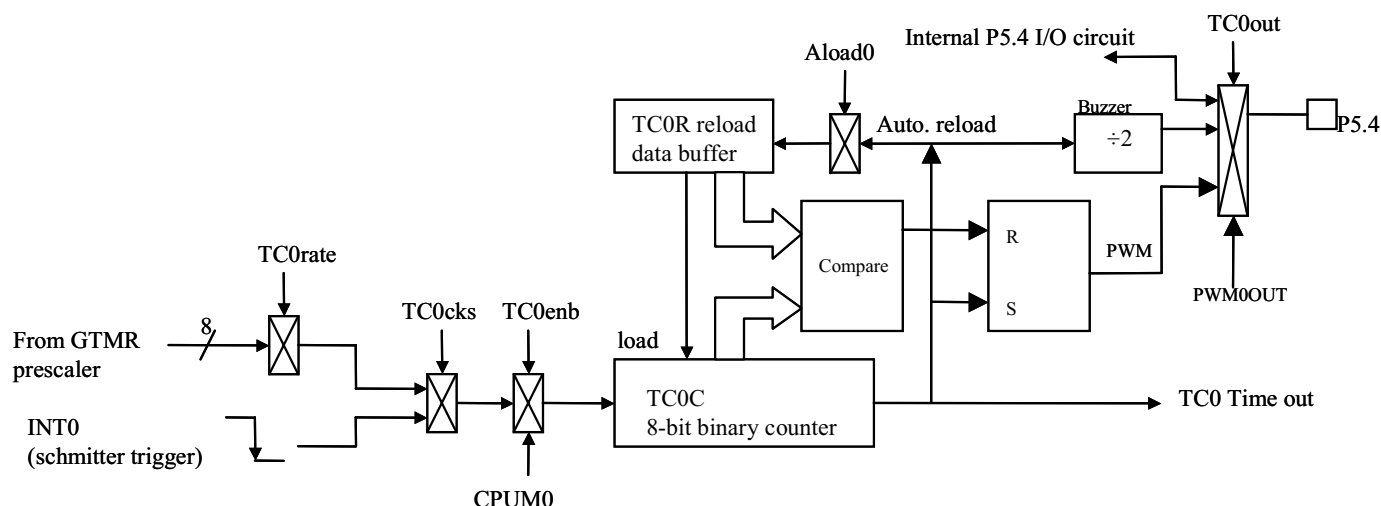 TC0out
Internal P5.4 I/O circuit
Aload0
Buzzer
TC0R reload
data buffer
Auto. reload
÷2
P5.4
R
PWM
Compare
TC0rate
PWM0OUT
S
TC0cks
TC0enb
8
From GTMR
prescaler
load
TC0C
8-bit binary counter
TC0 Time out
INT0
(schmitter trigger)
CPUM0